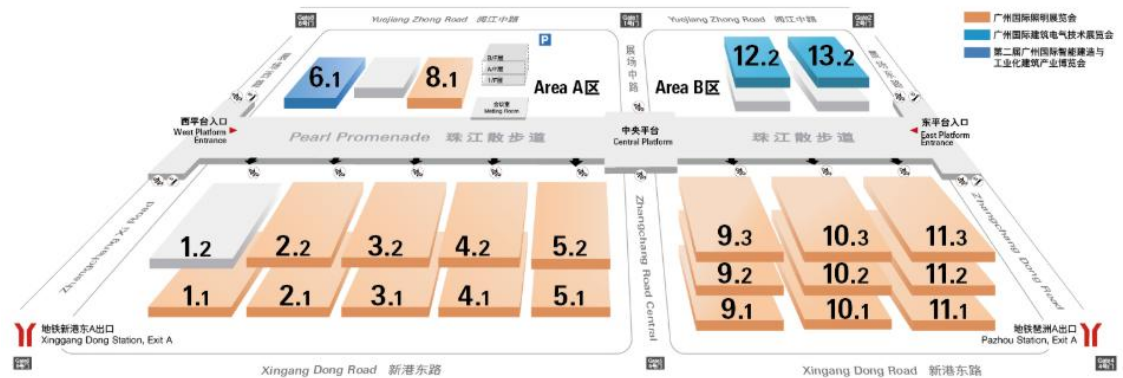 Yuejiang Zhong Road 阅江中路
Yuejiang Zhong Road 阅江中路
广州国际照明展览会
广州国际建筑电气技术展览会
第二届广州国际智能建造与
工业化建筑产业博览会
P
展场中路
展场东路
6.1
8.1
会议室
Meeting Room
Area A区
Area B区
12.2
13.2
西平台入口
West Platform
Entrance
Pearl Promenade 珠江散步道
中央平台
Central Platform
珠江散步道
东平台入口
East Platform
Entrance
Zhangchang Xi Road
1.2
2.2
3.2
4.2
5.2
1.1
2.1
3.1
4.1
5.1
Zhangchang Road Central
9.3
10.3
11.3
9.2
10.2
11.2
9.1
10.1
11.1
Zhangchang Dong Road
地铁新港东A出口
Xinggang Dong Station, Exit A
地铁琶洲A出口
Pazhou Station, Exit A
Xingang Dong Road 新港东路
Xingang Dong Road 新港东路